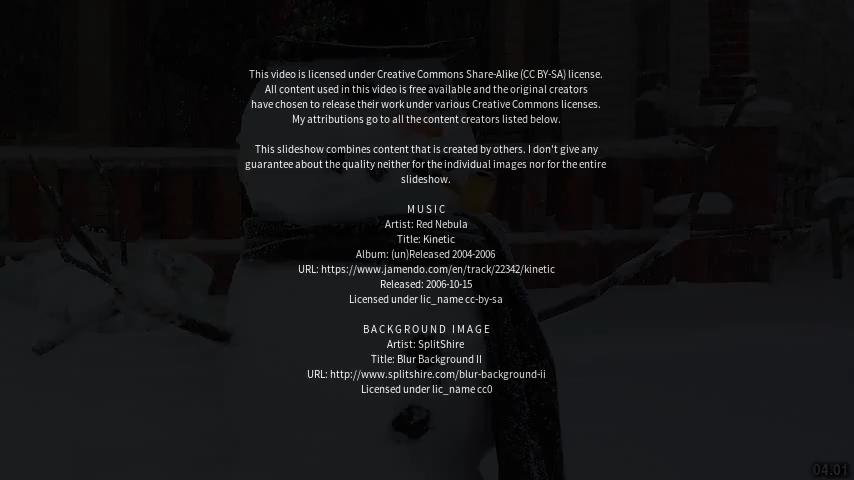 This video is licensed under Creative Commons Share-Alike (CC BY-SA) license.
All content used in this video is free available and the original creators
have chosen to release their work under various Creative Commons licenses.
My attributions go to all the content creators listed below.
This slideshow combines content that is created by others. I don't give any
guarantee about the quality neither for the individual images nor for the entire
slideshow.
MUSIC
Artist: Red Nebula
Title: Kinetic
Album: (un)Released 2004-2006
URL: https://www.jamendo.com/en/track/22342/kinetic
Released: 2006-10-15
Licensed under lic_name cc-by-sa
BACKGROUND IMAGE
Artist: SplitShire
Title: Blur Background II
URL: http://www.splitshire.com/blur-background-ii
Licensed under lic_name cc0
04.01